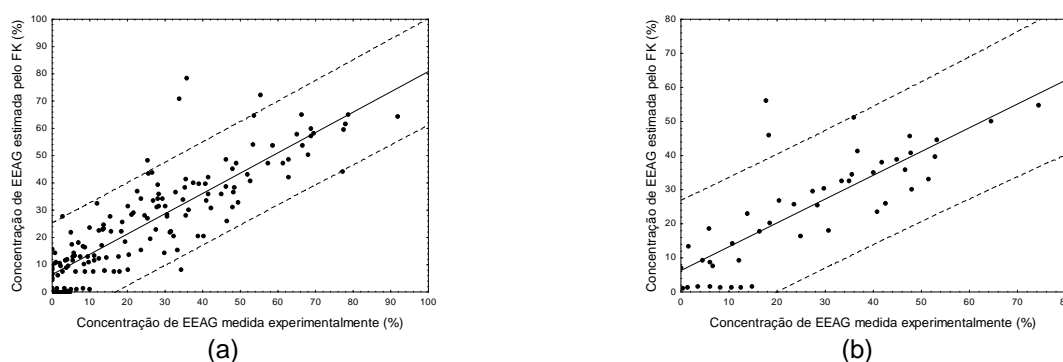 Concentração de EEAG estimada pelo FK (%)
100
90
80
70
60
50
40
30
20
10
0
0 10 20 30 40 50 60 70 80 90 100
Concentração de EEAG medida experimentalmente (%)
(a)
Concentração de EEAG estimada pelo FK (%)
80
70
60
50
40
30
20
10
0
0 10 20 30 40 50 60 70 80
Concentração de EEAG medida experimentalmente (%)
(b)